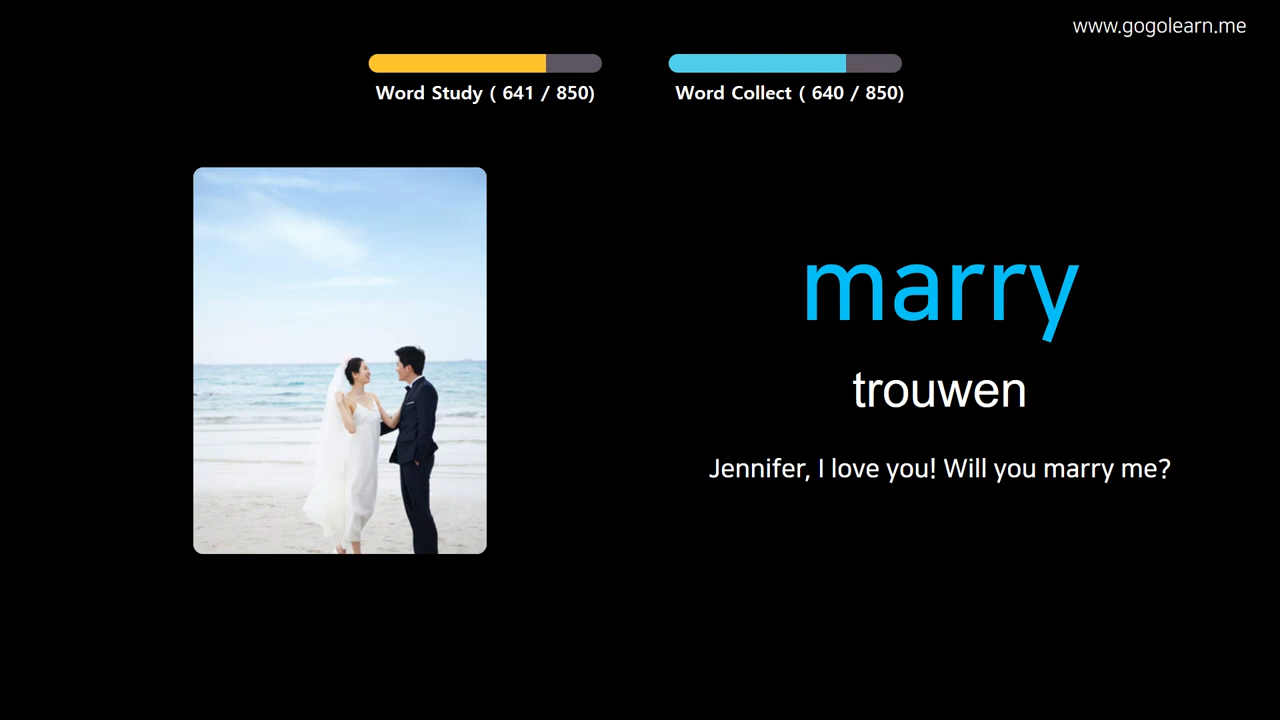 www.gogolearn.me
Word Study ( 641 / 850)
Word Collect ( 640 / 850)
marry
trouwen
Jennifer, I love you! Will you marry me?